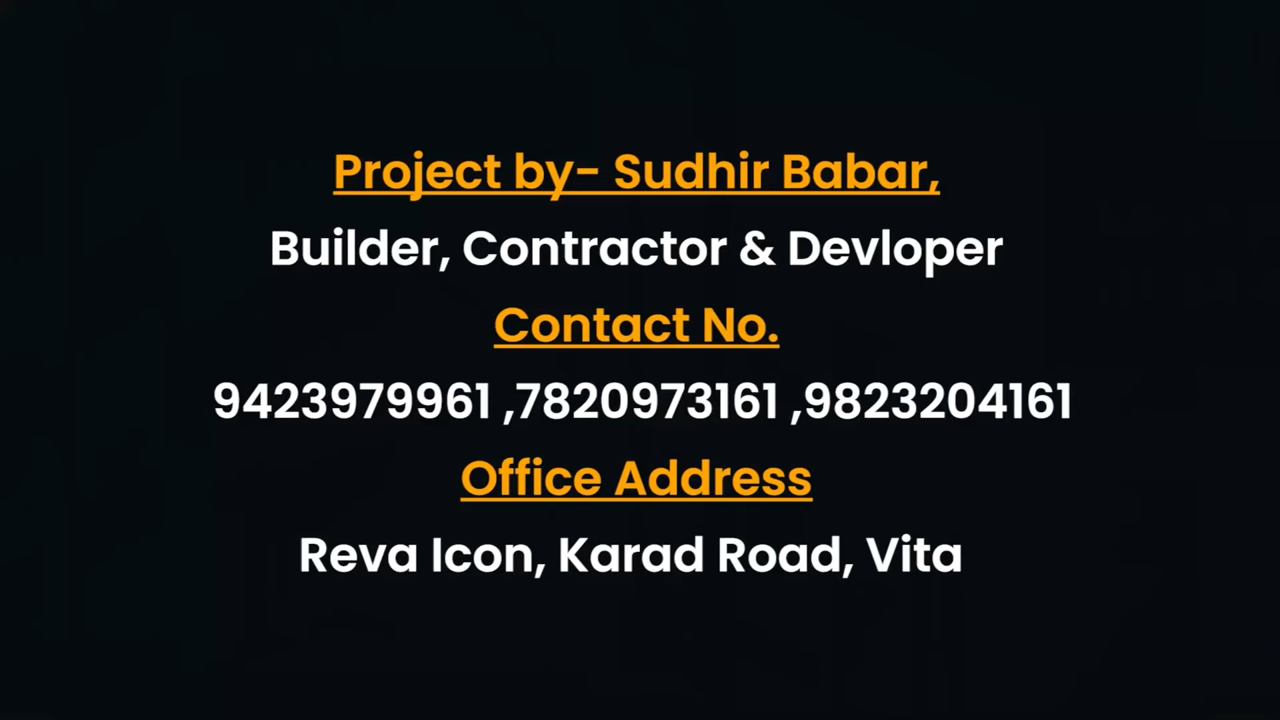 Project by- Sudhir Babar,
Builder, Contractor & Devloper
Contact No.
9423979961 ,7820973161 ,9823204161
Office Address
Reva Icon, Karad Road, Vita